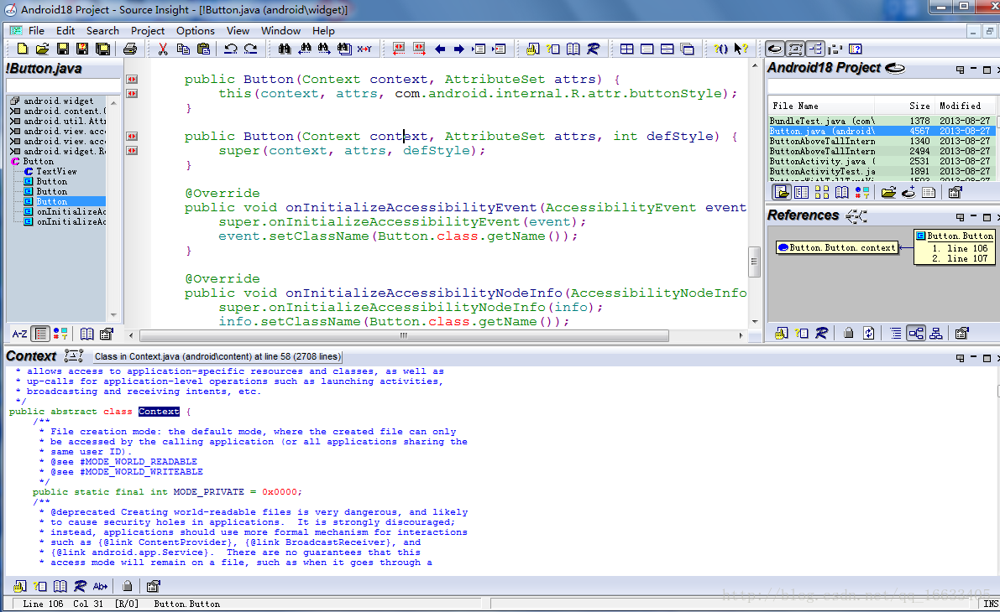 Android18 Project - Source Insight - [!Button.java (android\widget)]
File Edit Search Project Options View Window Help
!Button.java
android.widget
android.content.(
android.util.Attr
android.view.acce
android.view.acce
android.widget.Re
Button
TextView
Button
Button
Button
onInitializeAc
onInitializeAc
A-Z
public Button(Context context, AttributeSet attrs) {
this(context, attrs, com.android.internal.R.attr.buttonStyle);
}
public Button(Context context, AttributeSet attrs, int defStyle) {
super(context, attrs, defStyle);
}
@Override
public void onInitializeAccessibilityEvent(AccessibilityEvent event
super.onInitializeAccessibilityEvent(event);
event.setClassName(Button.class.getName());
}
@Override
public void onInitializeAccessibilityNodeInfo(AccessibilityNodeInfo
super.onInitializeAccessibilityNodeInfo(info);
info.setClassName(Button.class.getName());
Android18 Project
File Name Size Modified
BundleTest.java (com\ 1378 2013-08-27
Button.java (android\ 4567 2013-08-27
ButtonAboveTallIntern 1340 2013-08-27
ButtonAboveTallIntern 2494 2013-08-27
ButtonActivity.java ( 2531 2013-08-27
ButtonActivityTest.ja 1891 2013-08-27
References
Button.Button.context
Button.Button
1. line 106
2. line 107
Context
Class in Context.java (android\content) at line 58 (2708 lines)
* allows access to application-specific resources and classes, as well as
* up-calls for application-level operations such as launching activities,
* broadcasting and receiving intents, etc.
*/
public abstract class Context {
/**
* File creation mode: the default mode, where the created file can only
* be accessed by the calling application (or all applications sharing the
* same user ID).
* @see #MODE_WORLD_READABLE
* @see #MODE_WORLD_WRITEABLE
*/
public static final int MODE_PRIVATE = 0x0000;
/**
* @deprecated Creating world-readable files is very dangerous, and likely
* to cause security holes in applications.  It is strongly discouraged;
* instead, applications should use more formal mechanism for interactions
* such as {@link ContentProvider}, {@link BroadcastReceiver}, and
* {@link android.app.Service}.  There are no guarantees that this
* access mode will remain on a file, such as when it goes through a
Line 106 Col 31 [R/O] Button.Button
INS
http://blog.csdn.net/qq_16633405